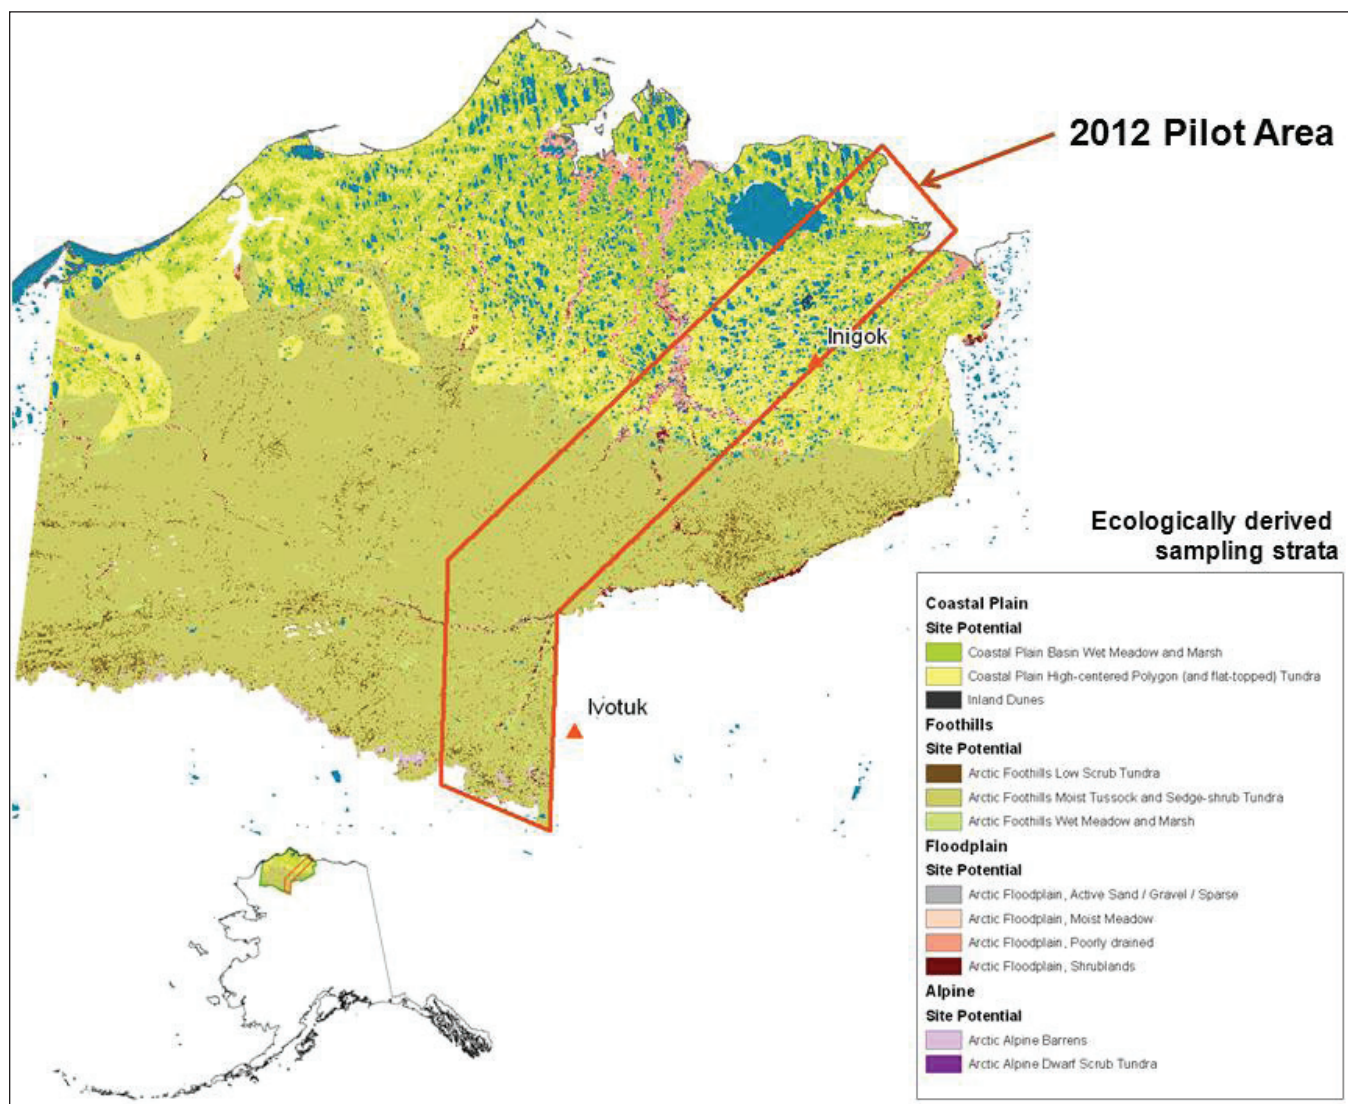 2012 Pilot Area
Inigok
Ivotuk
Ecologically derived
sampling strata
Coastal Plain
Site Potential
Coastal Plain Basin Wet Meadow and Marsh
Coastal Plain High-centered Polygon (and flat-topped) Tundra
Inland Dunes
Foothills
Site Potential
Arctic Foothills Low Scrub Tundra
Arctic Foothills Moist Tussock and Sedge-shrub Tundra
Arctic Foothills Wet Meadow and Marsh
Floodplain
Site Potential
Arctic Floodplain, Active Sand / Gravel / Sparse
Arctic Floodplain, Moist Meadow
Arctic Floodplain, Poorly drained
Arctic Floodplain, Shrublands
Alpine
Site Potential
Arctic Alpine Barrens
Arctic Alpine Dwarf Scrub Tundra